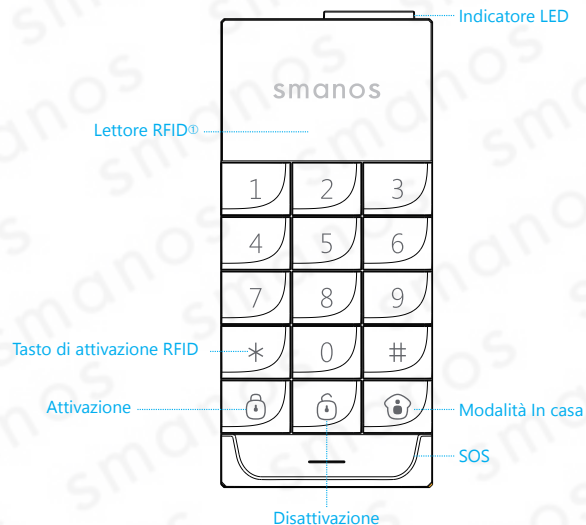 Indicatore LED
smanos
Lettore RFID①
1 2 3
4 5 6
7 8 9
Tasto di attivazione RFID
* 0 #
Attivazione
Modalità In casa
SOS
Disattivazione